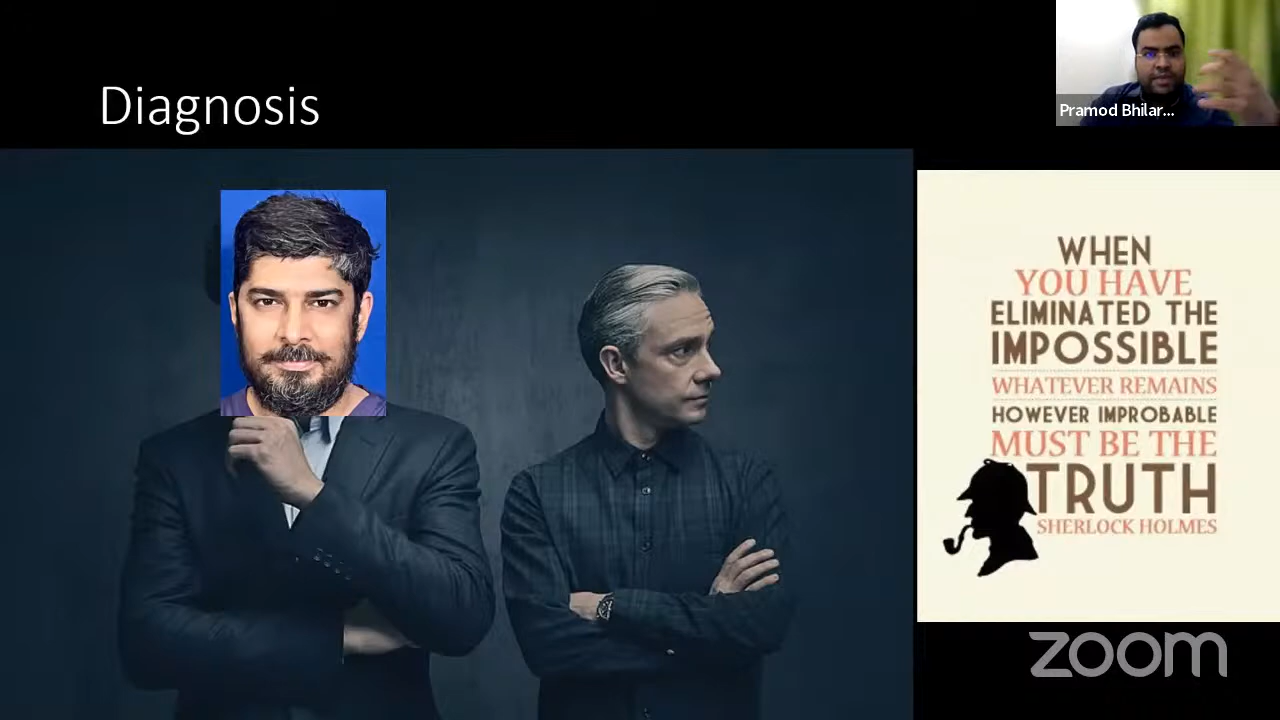 Diagnosis
Pramod Bhilar...
WHEN
YOU HAVE
ELIMINATED THE
IMPOSSIBLE
WHATEVER REMAINS
HOWEVER IMPROBABLE
MUST BE THE
TRUTH
SHERLOCK HOLMES
zoom